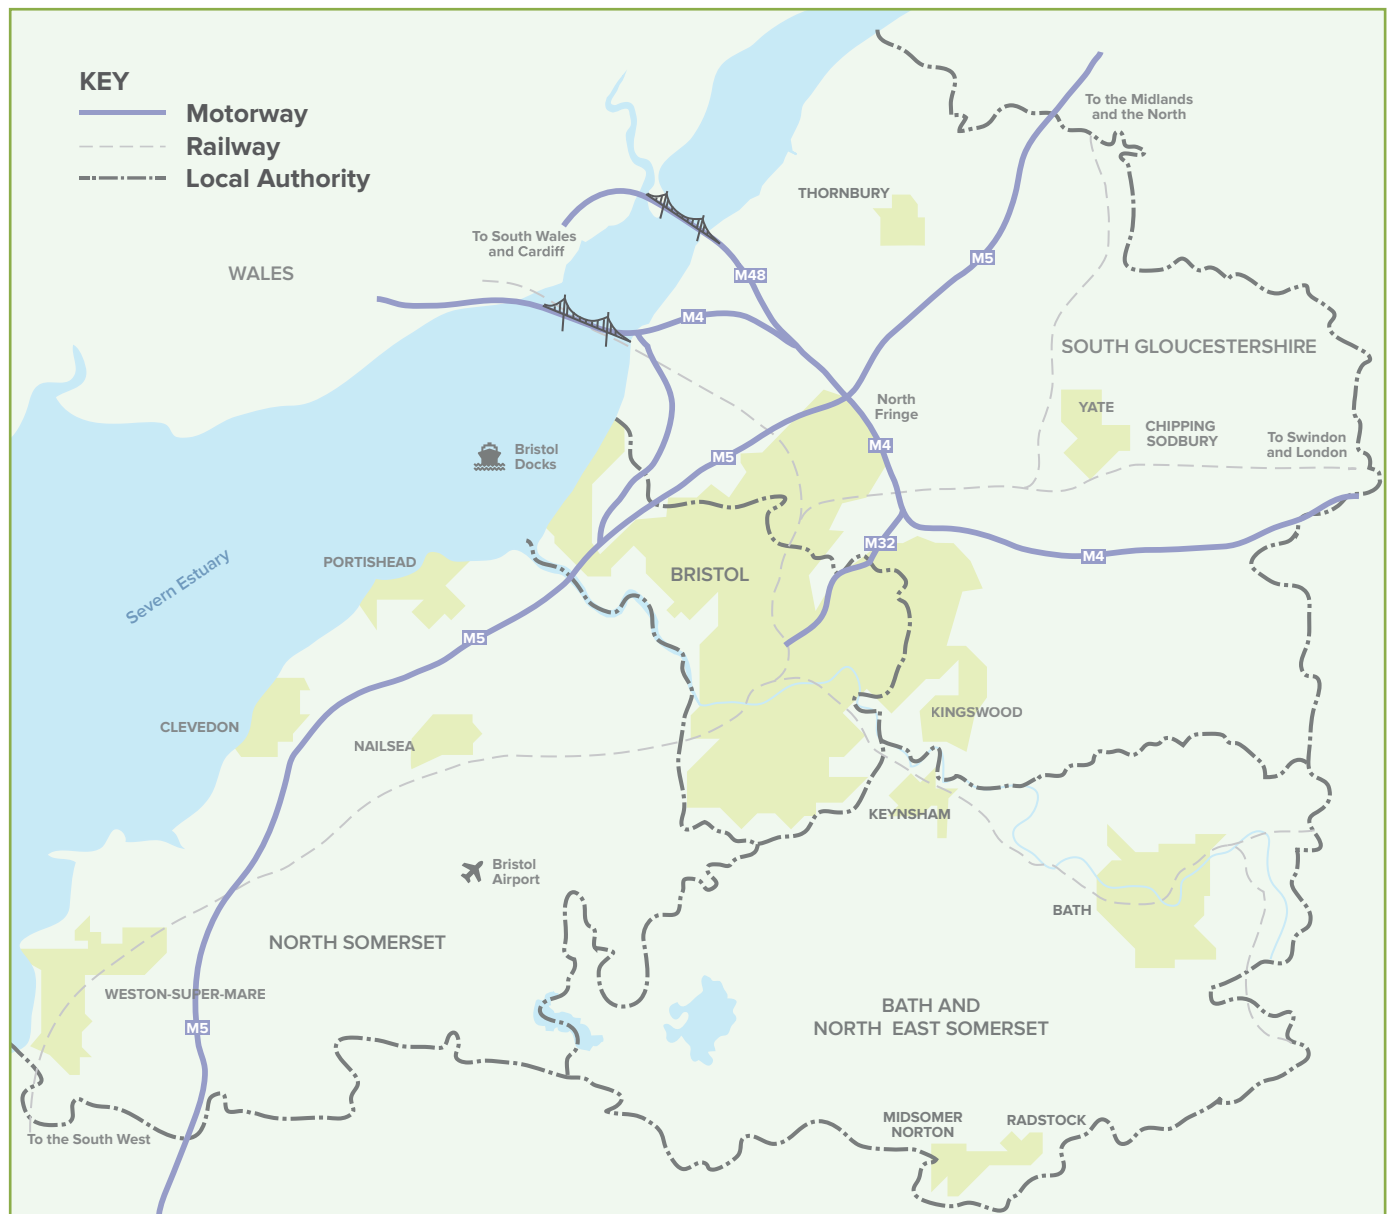 KEY
Motorway
Railway
Local Authority
To the Midlands
and the North
THORNBURY
To South Wales
and Cardiff
WALES
M48
M5
M4
SOUTH GLOUCESTERSHIRE
North
Fringe
YATE
CHIPPING
SODBURY
To Swindon
and London
M4
M5
Bristol
Docks
M32
M4
PORTISHEAD
BRISTOL
Severn Estuary
M5
CLEVEDON
NAILSEA
KINGSWOOD
KEYNSHAM
Bristol
Airport
BATH
NORTH SOMERSET
WESTON-SUPER-MARE
M5
BATH AND
NORTH EAST SOMERSET
MIDSOMER
NORTON
RADSTOCK
To the South West